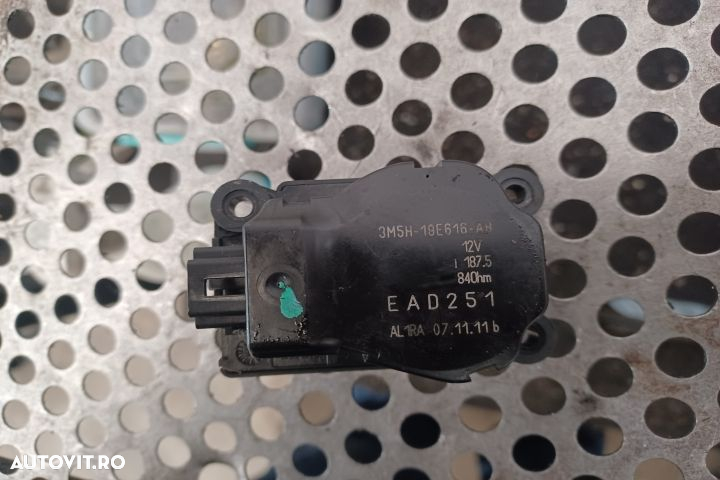 3M5H-19E616-AH
12V
I 187.5
84Ohm
EAD251
AL1RA 07.11.11 b
AUTOVIT.RO